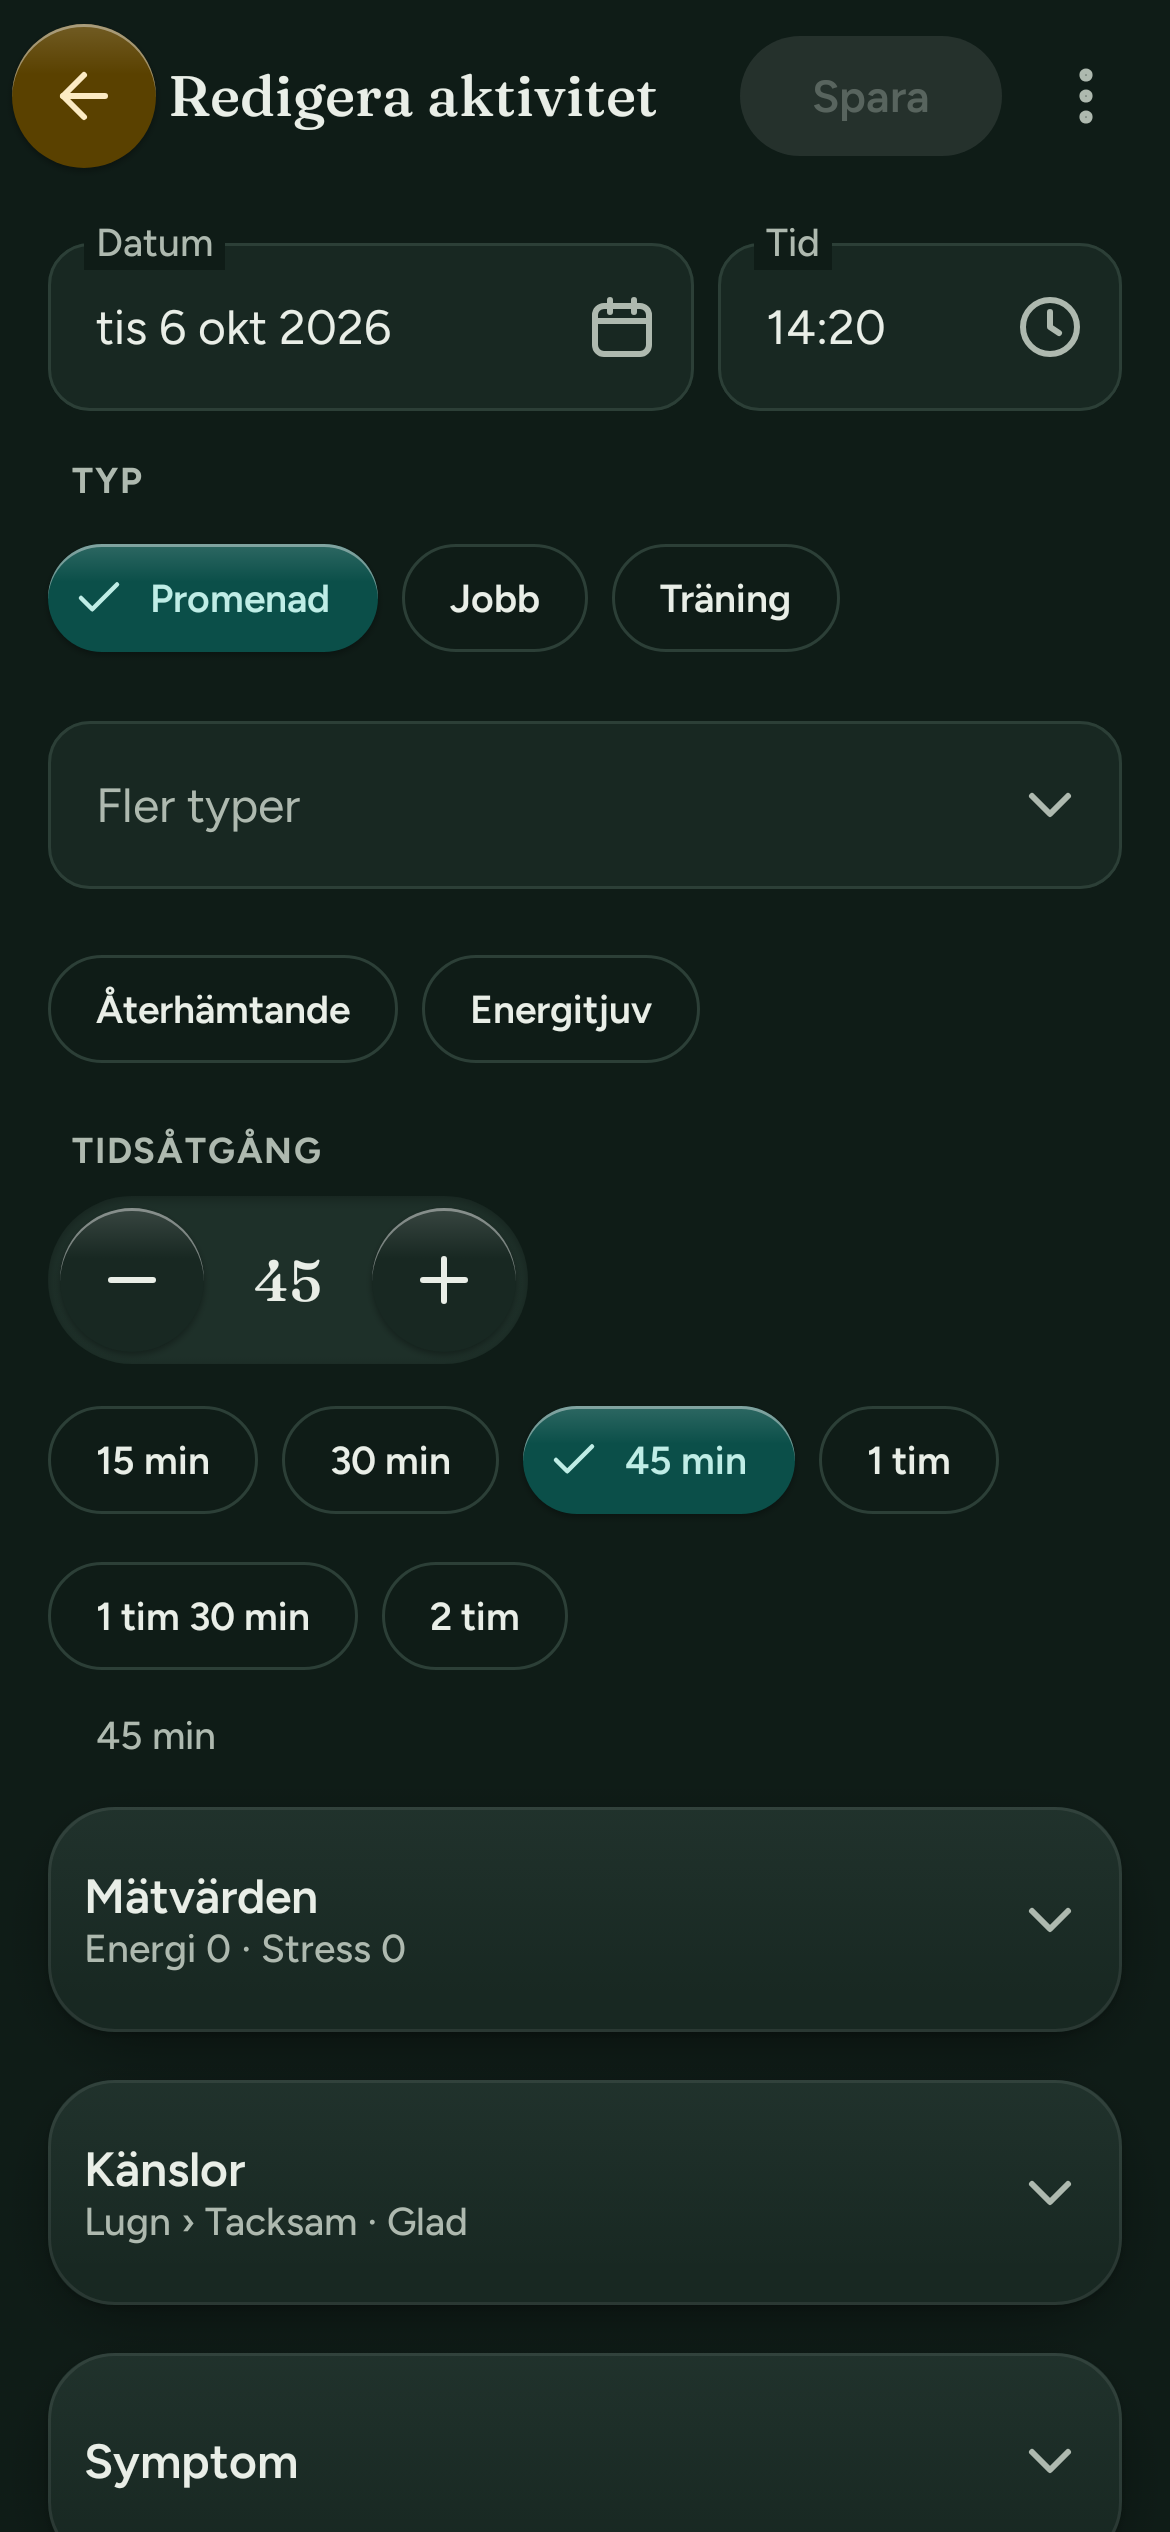 Redigera aktivitet
Spara
Datum
Tid
tis 6 okt 2026
14:20
TYP
Promenad
Jobb
Träning
Fler typer
Återhämtande
Energitjuv
TIDSÅTGÅNG
45
15 min
30 min
45 min
1 tim
1 tim 30 min
2 tim
45 min
Mätvärden
Energi 0 · Stress 0
Känslor
Lugn › Tacksam · Glad
Symptom